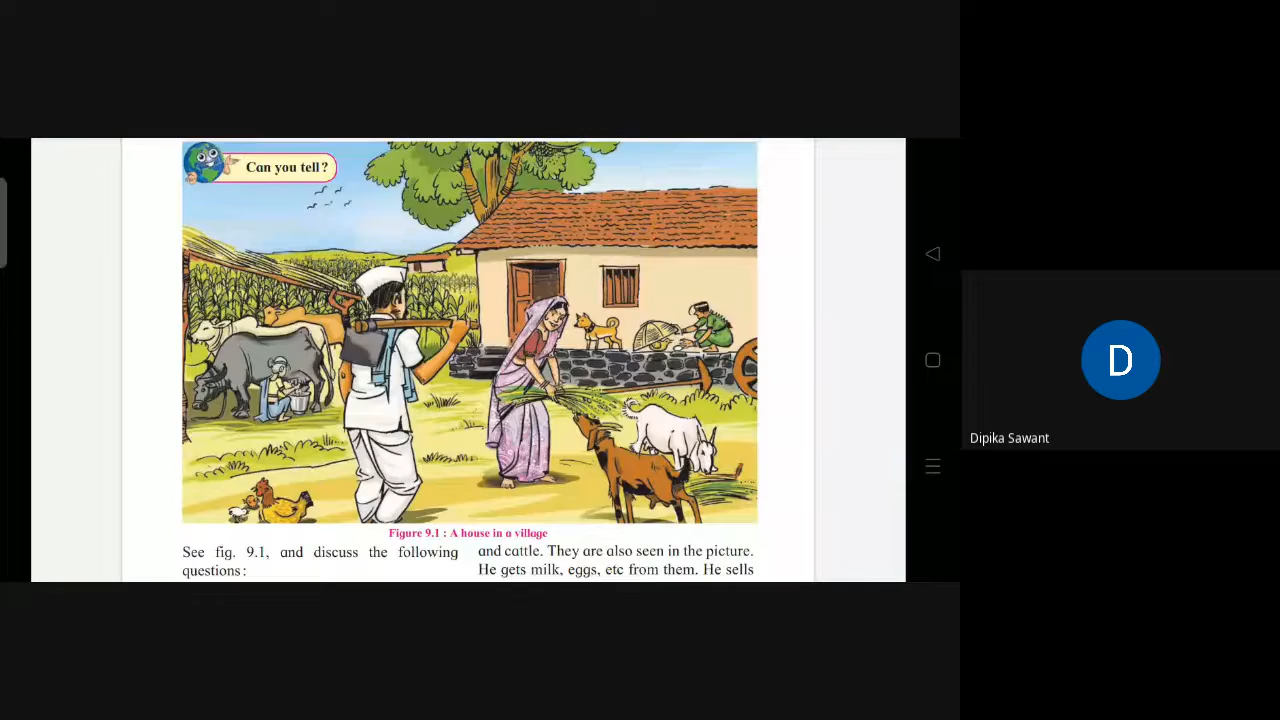 Can you tell?
Figure 9.1 : A house in a village
See fig. 9.1, and discuss the following
questions:
and cattle. They are also seen in the picture.
He gets milk, eggs, etc from them. He sells
D
Dipika Sawant